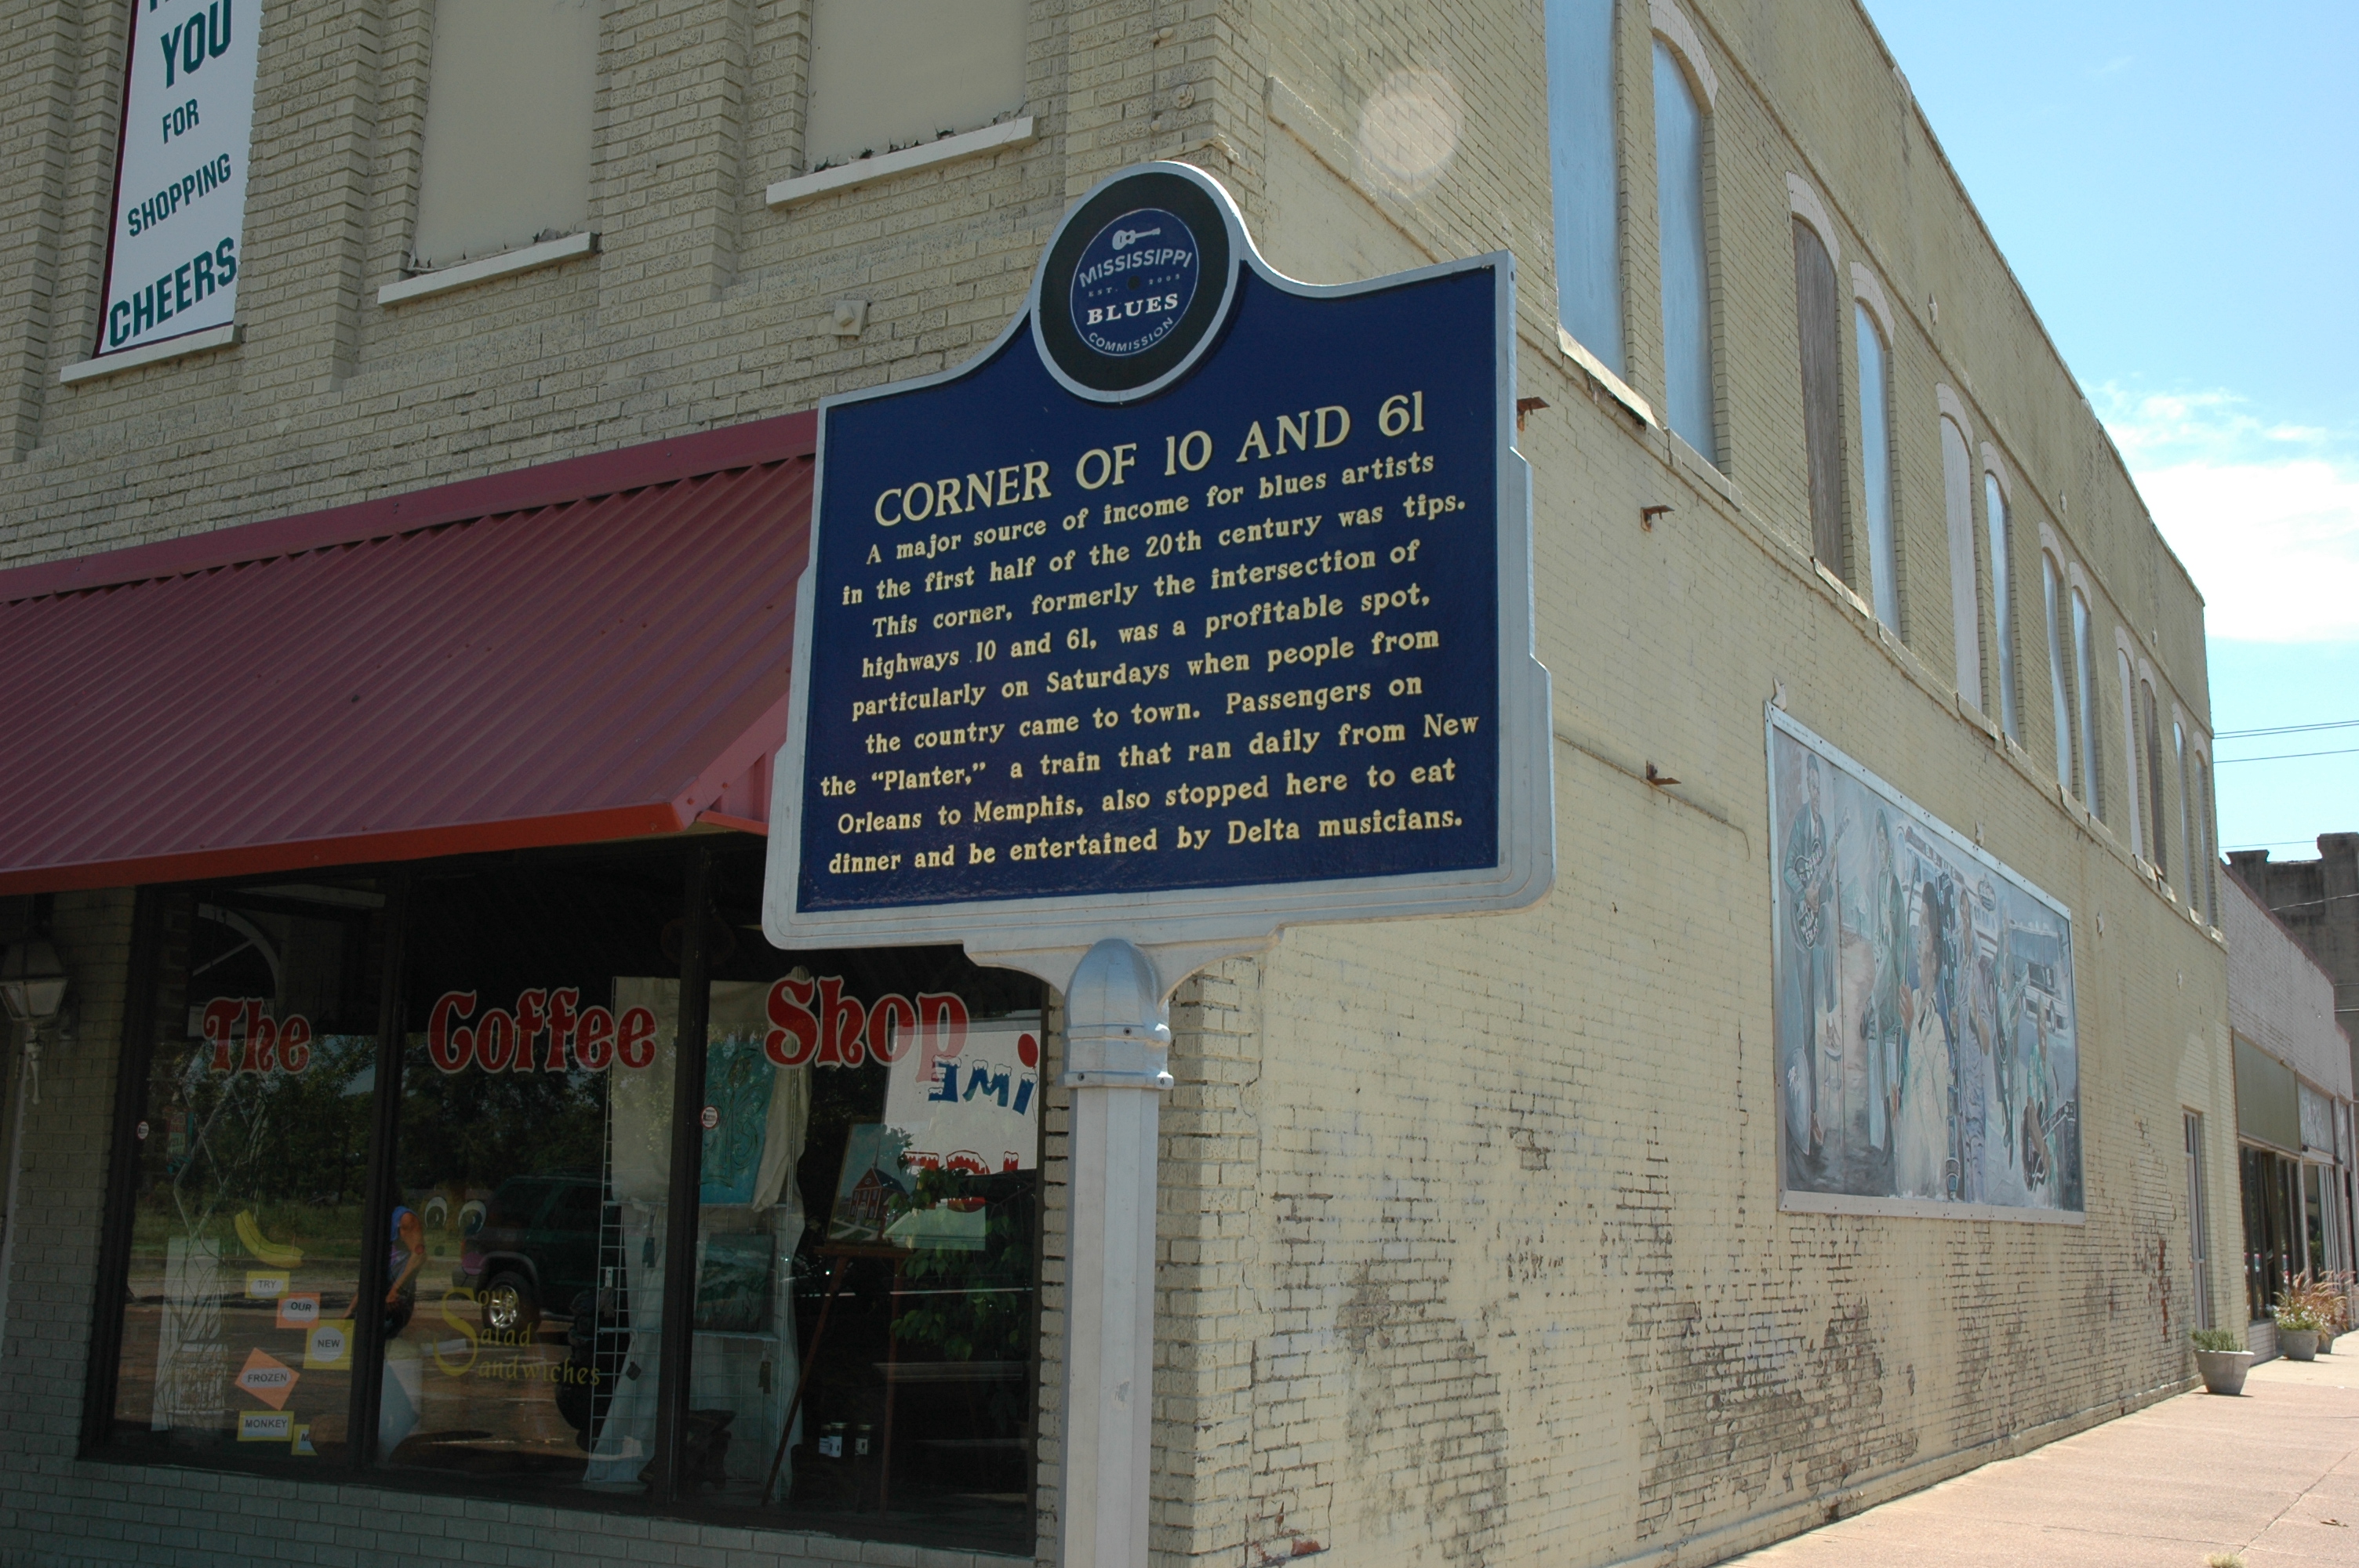 YOU
FOR
SHOPPING
CHEERS
MISSISSIPPI
EST. 2005
BLUES
COMMISSION
CORNER OF 10 AND 61
A major source of income for blues artists
in the first half of the 20th century was tips.
This corner, formerly the intersection of
highways 10 and 61, was a profitable spot,
particularly on Saturdays when people from
the country came to town. Passengers on
the “Planter,” a train that ran daily from New
Orleans to Memphis, also stopped here to eat
dinner and be entertained by Delta musicians.
The Coffee Shop
TRY
OUR
NEW
FROZEN
MONKEY
Soup
Salad
Sandwiches